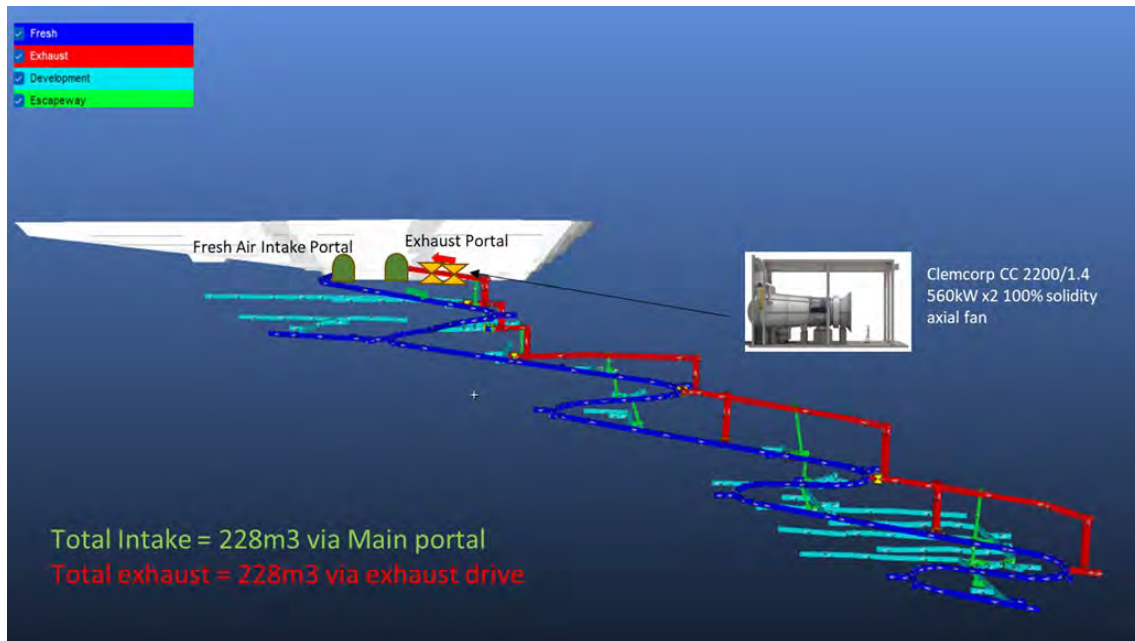 Fresh
Exhaust
Development
Escapeway
Fresh Air Intake Portal
Exhaust Portal
Clemcorp CC 2200/1.4
560kW x2 100% solidity
axial fan
Total Intake = 228m3 via Main portal
Total exhaust = 228m3 via exhaust drive